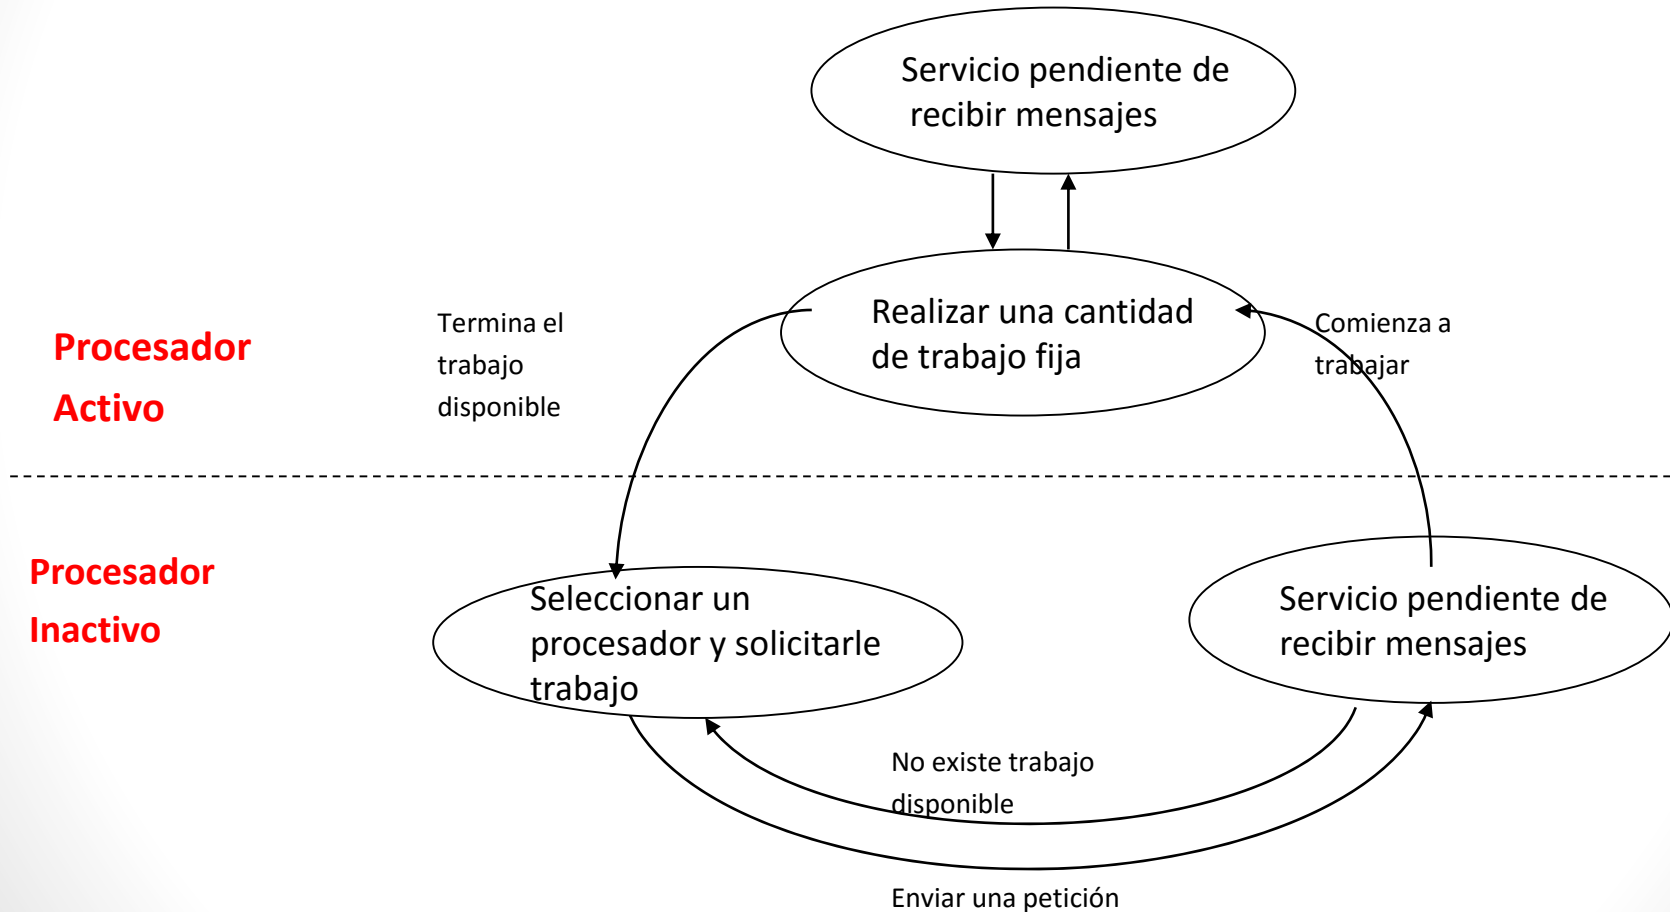 Servicio pendiente de
recibir mensajes
Realizar una cantidad
de trabajo fija
Termina el
trabajo
disponible
Comienza a
trabajar
Procesador
Activo
Procesador
Inactivo
Seleccionar un
procesador y solicitarle
trabajo
Servicio pendiente de
recibir mensajes
No existe trabajo
disponible
Enviar una petición